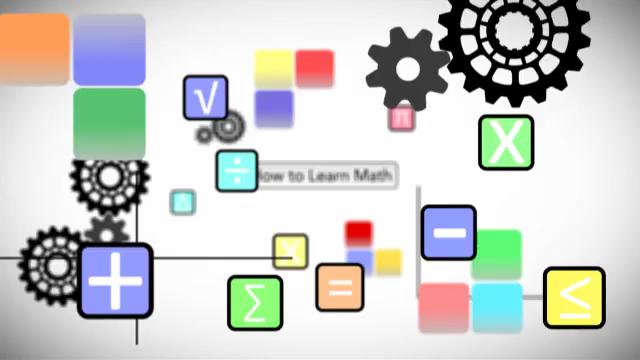 √
π
X
÷
How to Learn Math
Δ
−
X
+
Σ
=
≤